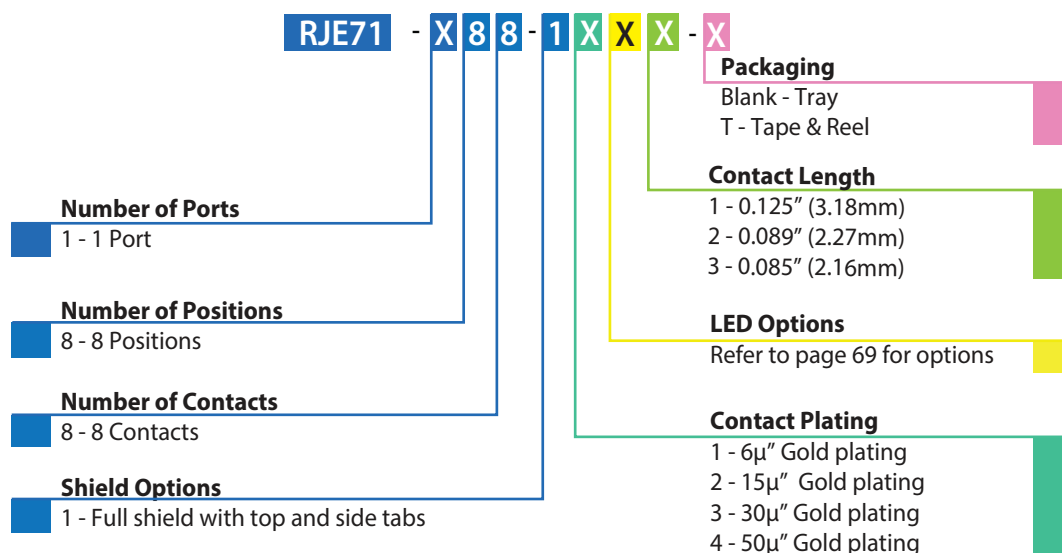 RJE71 - X 8 8 - 1 X X X - X
Packaging
Blank - Tray
T - Tape & Reel
Contact Length
1 - 0.125” (3.18mm)
2 - 0.089” (2.27mm)
3 - 0.085” (2.16mm)
Number of Ports
1 - 1 Port
Number of Positions
8 - 8 Positions
LED Options
Refer to page 69 for options
Number of Contacts
8 - 8 Contacts
Contact Plating
1 - 6µ” Gold plating
2 - 15µ” Gold plating
3 - 30µ” Gold plating
4 - 50µ” Gold plating
Shield Options
1 - Full shield with top and side tabs